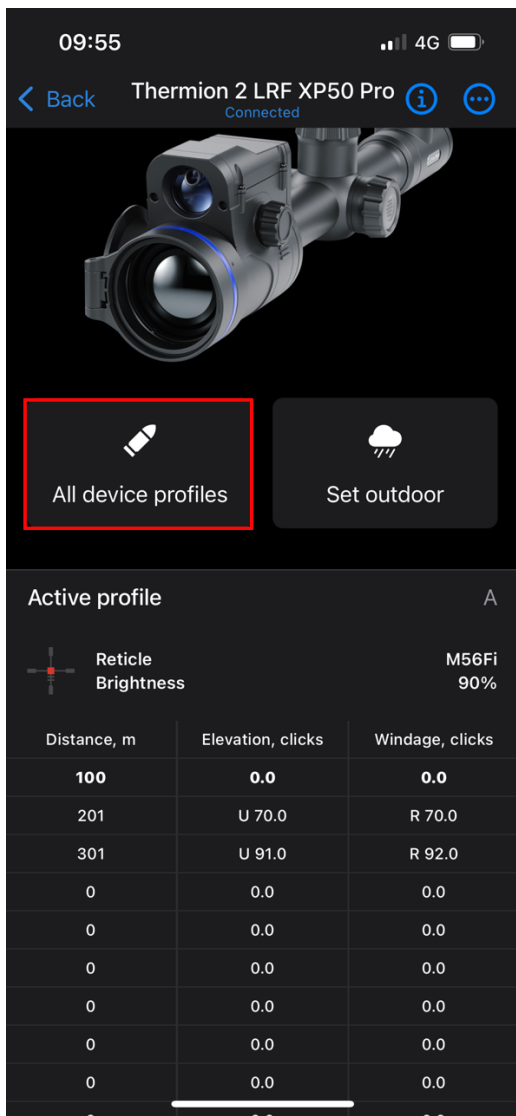 09:55
4G
Back
Thermion 2 LRF XP50 Pro
Connected
All device profiles
Set outdoor
Active profile
A
Reticle
M56Fi
Brightness
90%
Distance, m Elevation, clicks Windage, clicks
100 0.0 0.0
201 U 70.0 R 70.0
301 U 91.0 R 92.0
0 0.0 0.0
0 0.0 0.0
0 0.0 0.0
0 0.0 0.0
0 0.0 0.0
0 0.0 0.0